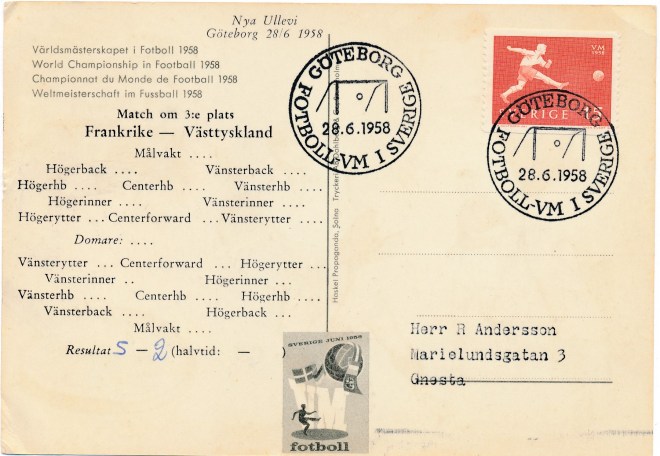 Nya Ullevi
Göteborg 28/6 1958
Världsmästerskapet i Fotboll 1958
World Championship in Football 1958
Championnat du Monde de Football 1958
Weltmeisterschaft im Fussball 1958
Match om 3:e plats
Frankrike — Västtyskland
Målvakt ....
Högerback .... Vänsterback ....
Högerhb .... Centerhb .... Vänsterhb ....
Högerinner .... Vänsterinner ....
Högerytter .... Centerforward .... Vänsterytter ....
Domare: ....
Vänsterytter .... Centerforward .... Högerytter ....
Vänsterinner .. Högerinner ....
Vänsterhb .... Centerhb .... Högerhb ....
Vänsterback .... Högerback ....
Målvakt ....
Resultat 5 — 2 (halvtid: — )
SVERIGE JUNI 1958
VM
fotboll
Haskel Propaganda, Solna
GÖTEBORG
28.6.1958
FOTBOLL-VM I SVERIGE
VM
1958
SVERIGE
GÖTEBORG
28.6.1958
FOTBOLL-VM I SVERIGE
Herr R Andersson
Marielundsgatan 3
Gnesta